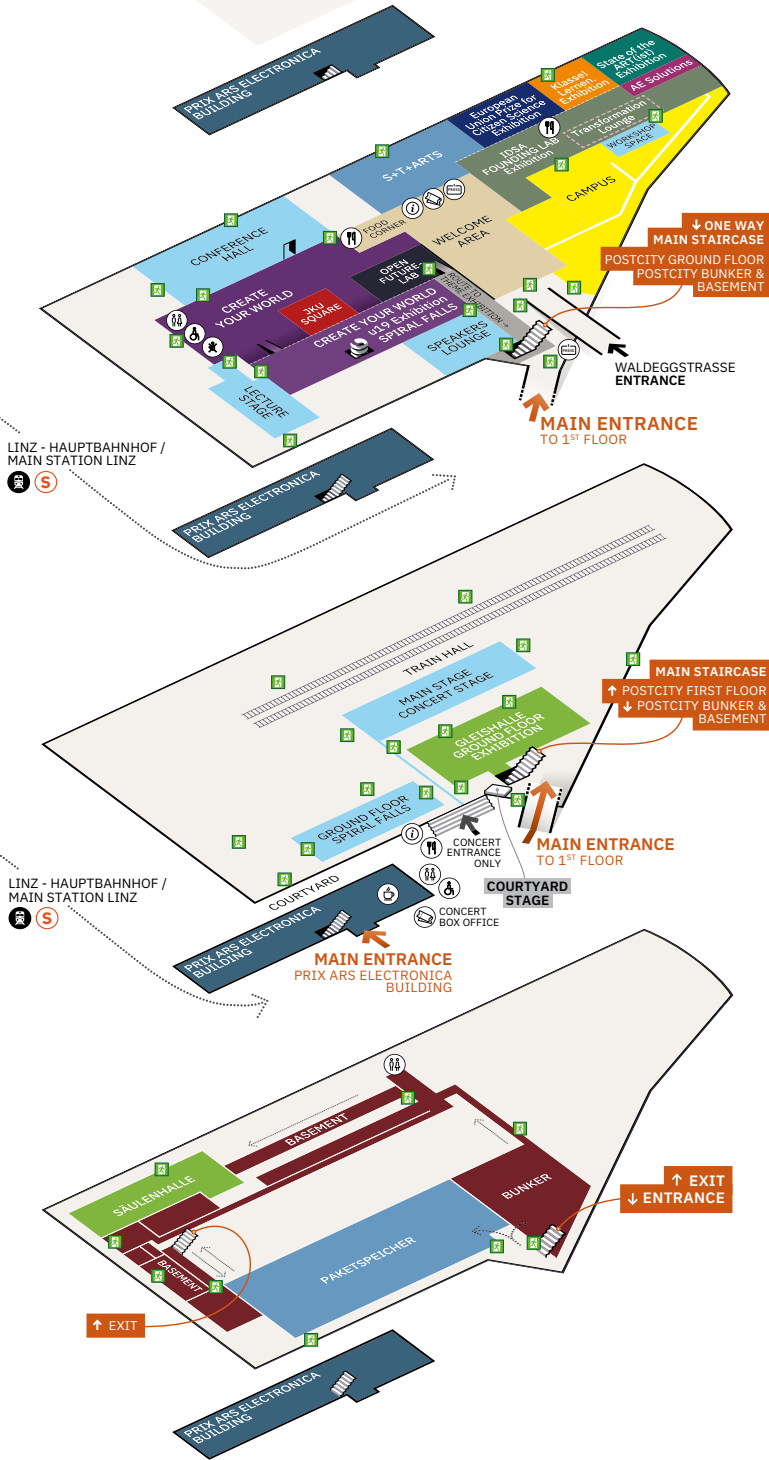 PRIX ARS ELECTRONICA
BUILDING
European
Union Prize for
Citizen Science
Exhibition
Klasse!
Lernen.
Exhibition
State of the
ART(ist)
Exhibition
AE Solutions
S+T+ARTS
IDSA
FOUNDING LAB
Exhibition
Transformation
Lounge
WORKSHOP
SPACE
CAMPUS
PRESS
FOOD
CORNER
WELCOME
AREA
CONFERENCE
HALL
CREATE
YOUR WORLD
OPEN
FUTURE-
LAB
JKU
SQUARE
CREATE YOUR WORLD
u19 Exhibition
SPIRAL FALLS
ROUTE TO
THEME EXHIBITION →
SPEAKERS
LOUNGE
LECTURE
STAGE
↓ ONE WAY
MAIN STAIRCASE
POSTCITY GROUND FLOOR
POSTCITY BUNKER &
BASEMENT
PRESS
WALDEGGSTRASSE
ENTRANCE
MAIN ENTRANCE
TO 1ST FLOOR
LINZ - HAUPTBAHNHOF /
MAIN STATION LINZ
S
PRIX ARS ELECTRONICA
BUILDING
TRAIN HALL
MAIN STAGE
CONCERT STAGE
GLEISHALLE
GROUND FLOOR
EXHIBITION
MAIN STAIRCASE
↑ POSTCITY FIRST FLOOR
↓ POSTCITY BUNKER &
BASEMENT
GROUND FLOOR
SPIRAL FALLS
CONCERT
ENTRANCE
ONLY
MAIN ENTRANCE
TO 1ST FLOOR
COURTYARD
STAGE
COURTYARD
LINZ - HAUPTBAHNHOF /
MAIN STATION LINZ
S
CONCERT
BOX OFFICE
PRIX ARS ELECTRONICA
BUILDING
MAIN ENTRANCE
PRIX ARS ELECTRONICA
BUILDING
BASEMENT
SÄULENHALLE
BUNKER
↑ EXIT
↓ ENTRANCE
PAKETSPEICHER
BASEMENT
↑ EXIT
PRIX ARS ELECTRONICA
BUILDING